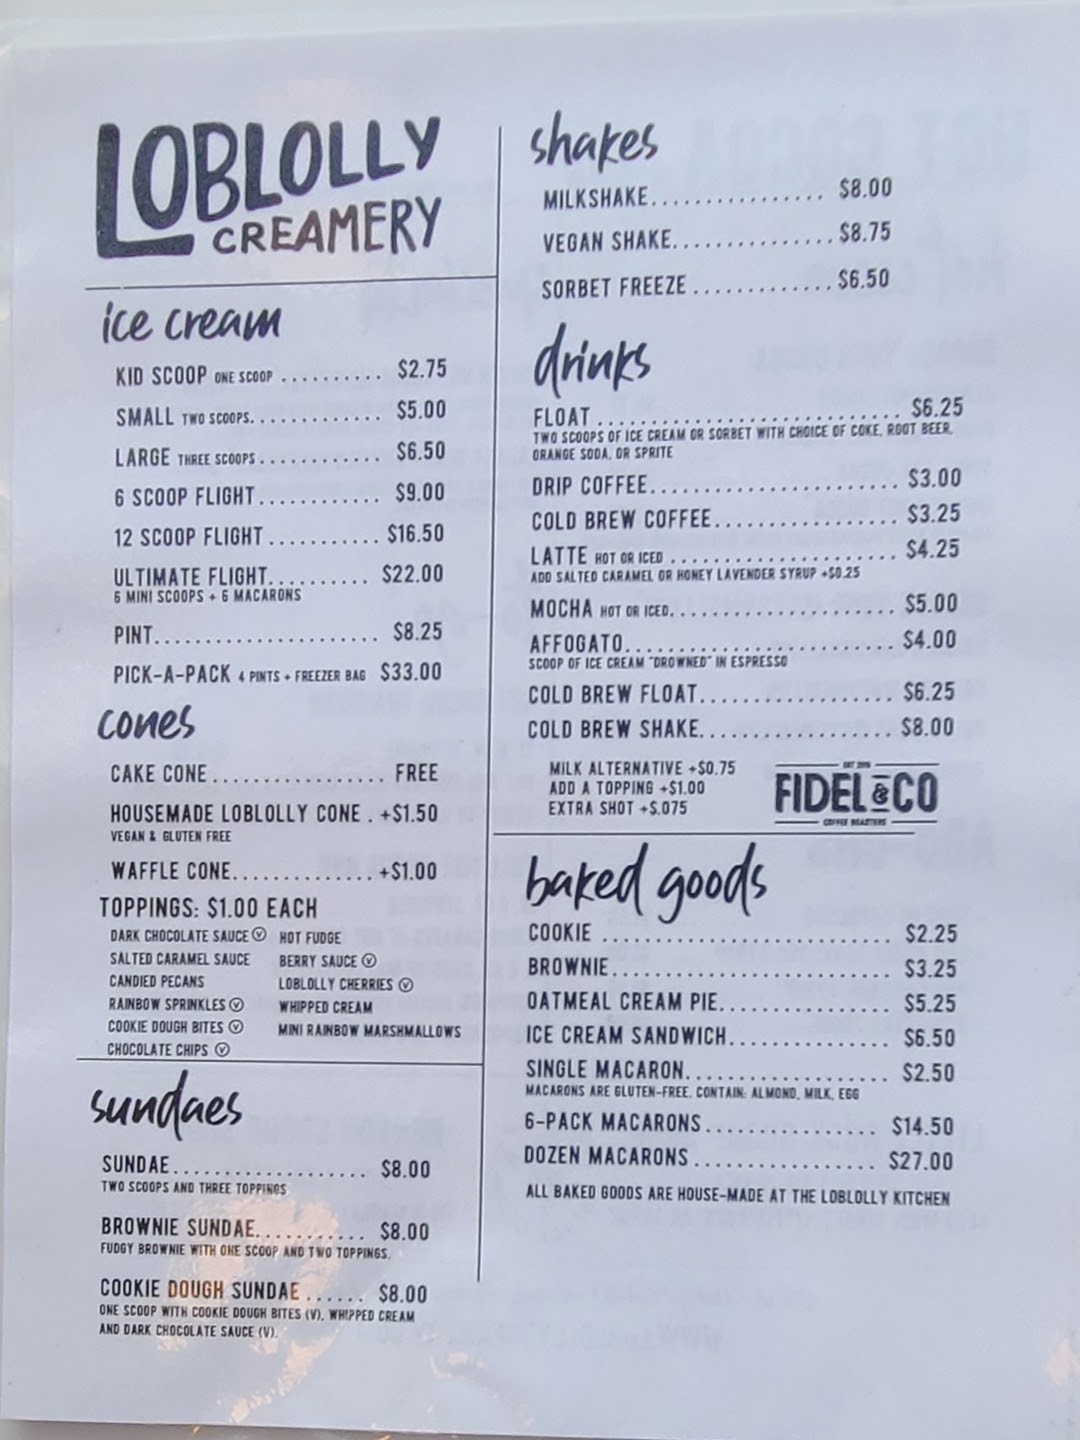 LOBLOLLY
CREAMERY
ice cream
KID SCOOP ONE SCOOP .......... $2.75
SMALL TWO SCOOPS............. $5.00
LARGE THREE SCOOPS............ $6.50
6 SCOOP FLIGHT............ $9.00
12 SCOOP FLIGHT........... $16.50
ULTIMATE FLIGHT.......... $22.00
6 MINI SCOOPS + 6 MACARONS
PINT...................... $8.25
PICK-A-PACK 4 PINTS + FREEZER BAG $33.00
cones
CAKE CONE................ FREE
HOUSEMADE LOBLOLLY CONE . +$1.50
VEGAN & GLUTEN FREE
WAFFLE CONE.............. +$1.00
TOPPINGS: $1.00 EACH
DARK CHOCOLATE SAUCE Ⓥ HOT FUDGE
SALTED CARAMEL SAUCE BERRY SAUCE Ⓥ
CANDIED PECANS LOBLOLLY CHERRIES Ⓥ
RAINBOW SPRINKLES Ⓥ WHIPPED CREAM
COOKIE DOUGH BITES Ⓥ MINI RAINBOW MARSHMALLOWS
CHOCOLATE CHIPS Ⓥ
sundaes
SUNDAE................... $8.00
TWO SCOOPS AND THREE TOPPINGS
BROWNIE SUNDAE........... $8.00
FUDGY BROWNIE WITH ONE SCOOP AND TWO TOPPINGS.
COOKIE DOUGH SUNDAE ...... $8.00
ONE SCOOP WITH COOKIE DOUGH BITES (V), WHIPPED CREAM
AND DARK CHOCOLATE SAUCE (V).
shakes
MILKSHAKE................. $8.00
VEGAN SHAKE................ $8.75
SORBET FREEZE .............. $6.50
drinks
FLOAT .............................. $6.25
TWO SCOOPS OF ICE CREAM OR SORBET WITH CHOICE OF COKE, ROOT BEER,
ORANGE SODA, OR SPRITE
DRIP COFFEE......................... $3.00
COLD BREW COFFEE.................. $3.25
LATTE HOT OR ICED ....................... $4.25
ADD SALTED CARAMEL OR HONEY LAVENDER SYRUP +$0.25
MOCHA HOT OR ICED....................... $5.00
AFFOGATO........................... $4.00
SCOOP OF ICE CREAM "DROWNED" IN ESPRESSO
COLD BREW FLOAT................... $6.25
COLD BREW SHAKE................... $8.00
MILK ALTERNATIVE +$0.75
ADD A TOPPING +$1.00
EXTRA SHOT +$.075
FIDEL & CO
COFFEE ROASTERS
baked goods
COOKIE ............................. $2.25
BROWNIE............................ $3.25
OATMEAL CREAM PIE................. $5.25
ICE CREAM SANDWICH................ $6.50
SINGLE MACARON.................... $2.50
MACARONS ARE GLUTEN-FREE. CONTAIN: ALMOND, MILK, EGG
6-PACK MACARONS................. $14.50
DOZEN MACARONS .................. $27.00
ALL BAKED GOODS ARE HOUSE-MADE AT THE LOBLOLLY KITCHEN